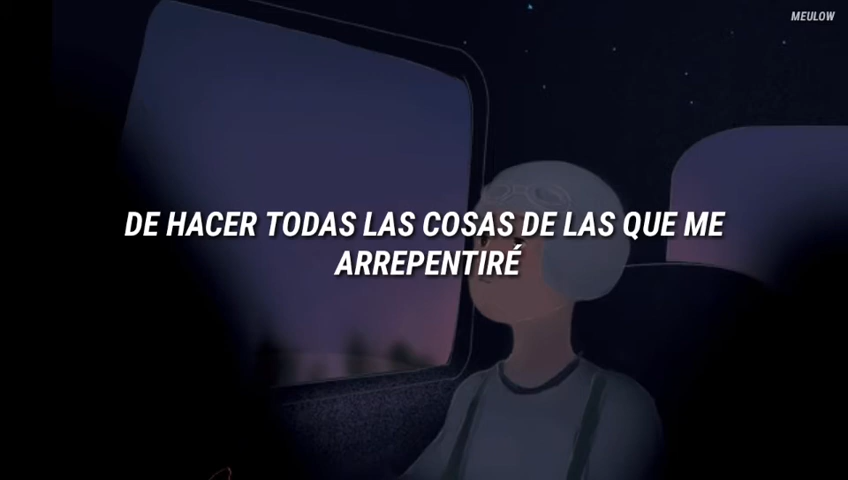 MEULOW
DE HACER TODAS LAS COSAS DE LAS QUE ME
ARREPENTIRÉ